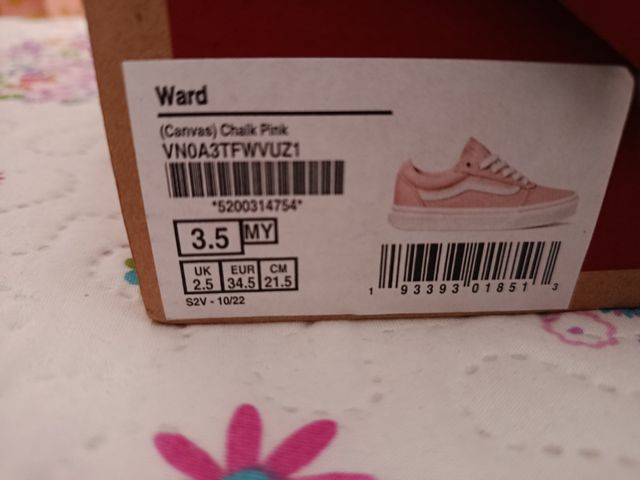 Ward
(Canvas) Chalk Pink
VN0A3TFWVUZ1
*5200314754*
3.5 MY
UK EUR CM
2.5 34.5 21.5
S2V - 10/22
1 93393 01851 3